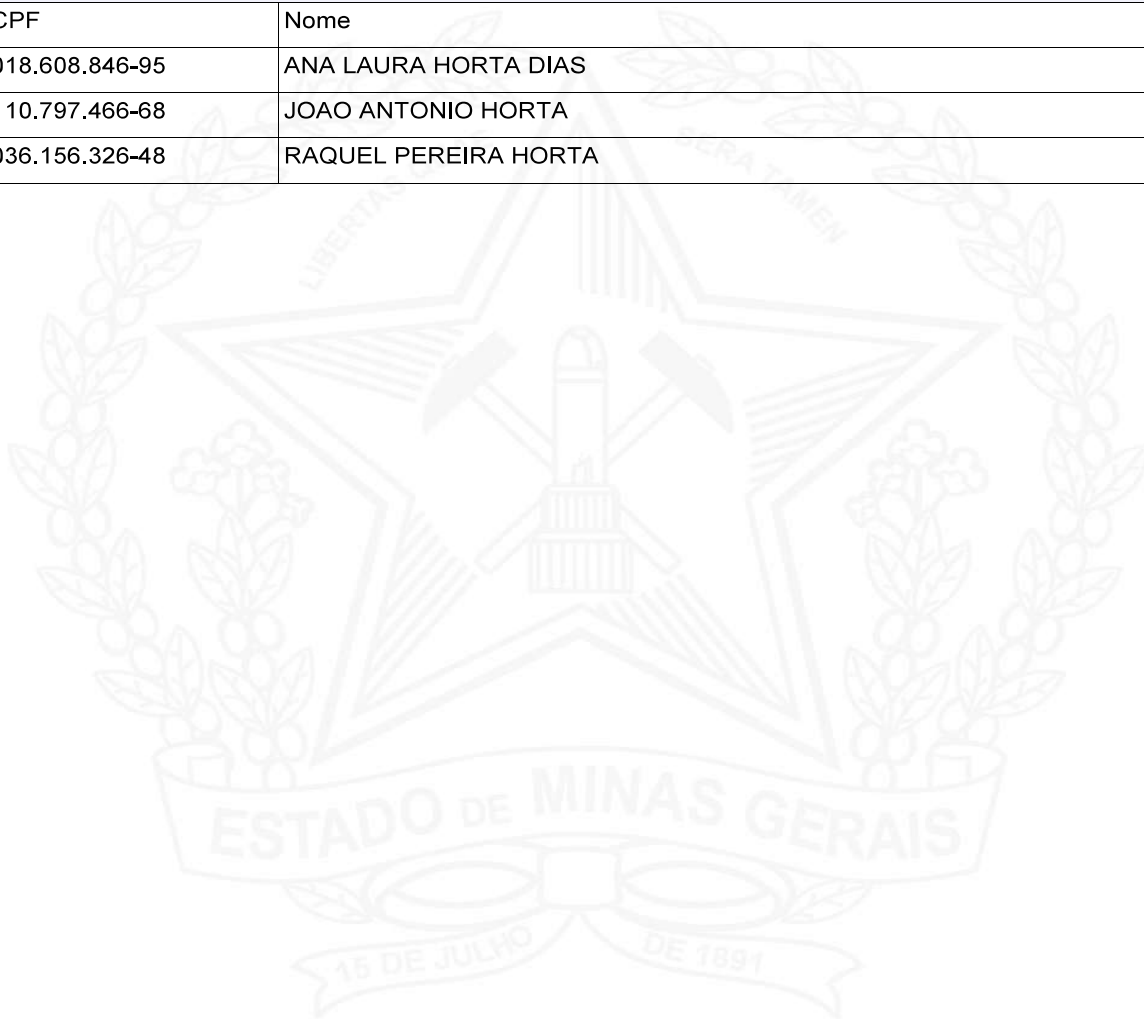 CPF Nome
018.608.846-95 ANA LAURA HORTA DIAS
10.797.466-68 JOAO ANTONIO HORTA
036.156.326-48 RAQUEL PEREIRA HORTA
LIBERTAS QUÆ SERA TAMEN
ESTADO DE MINAS GERAIS
15 DE JULHO DE 1891